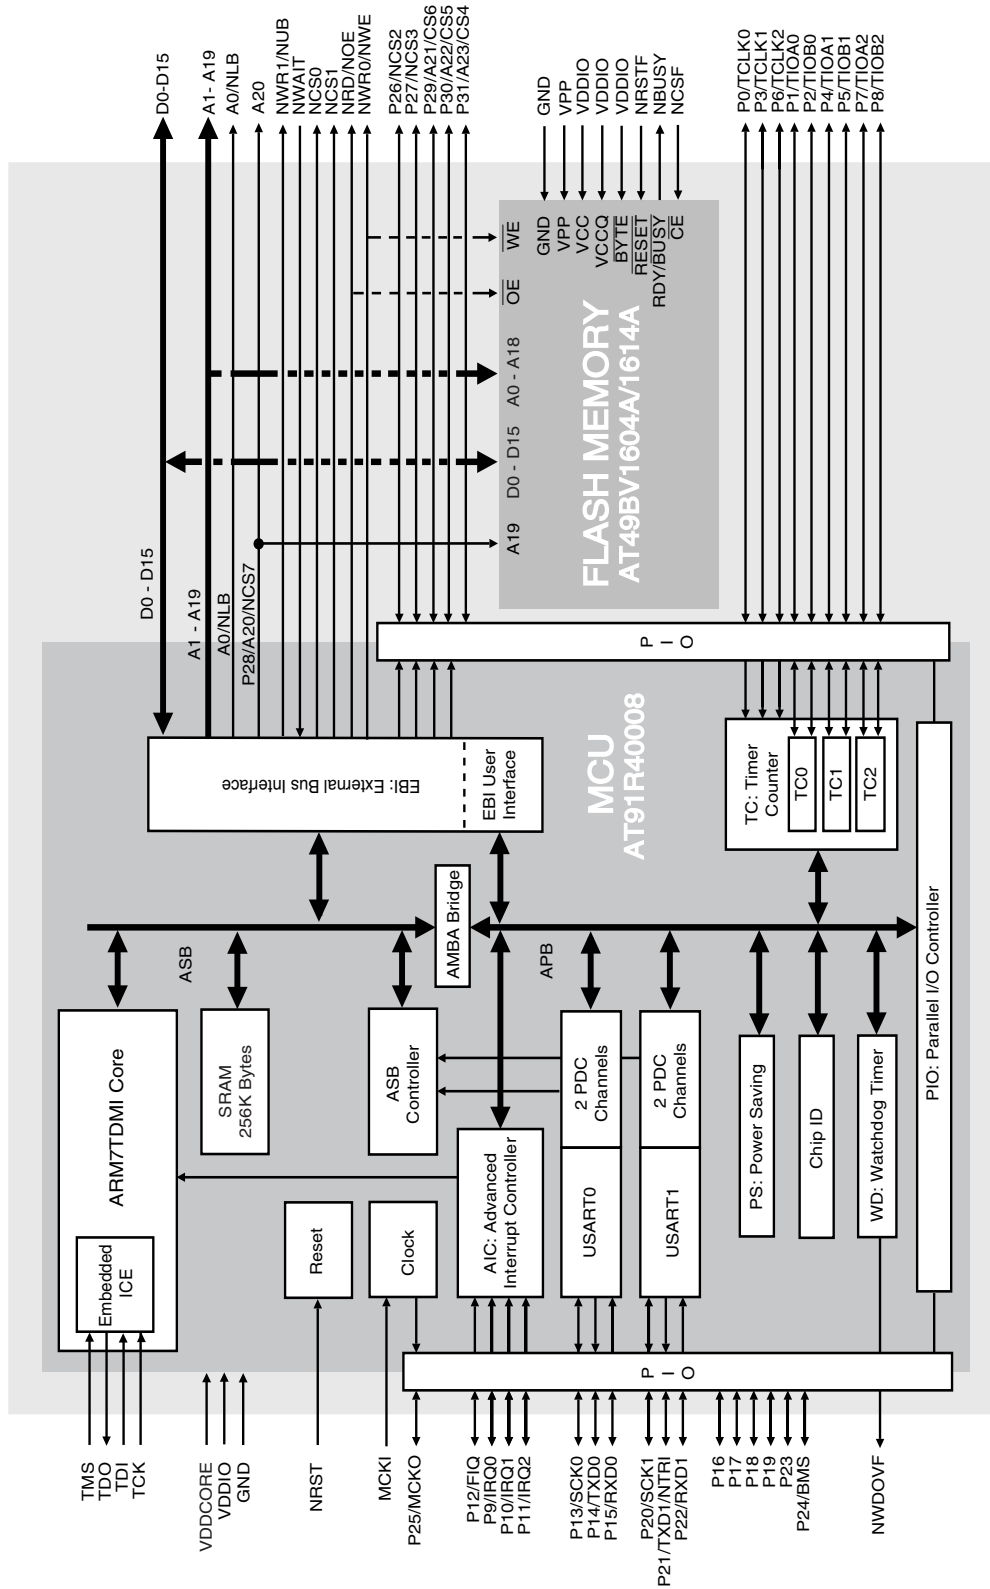 TMS
TDO
TDI
TCK
VDDCORE
VDDIO
GND
NRST
MCKI
P25/MCKO
P12/FIQ
P9/IRQ0
P10/IRQ1
P11/IRQ2
P13/SCK0
P14/TXD0
P15/RXD0
P20/SCK1
P21/TXD1/NTRI
P22/RXD1
P16
P17
P18
P19
P23
P24/BMS
NWDOVF
P
I
O
Embedded
ICE
ARM7TDMI Core
Reset
Clock
SRAM
256K Bytes
ASB
Controller
AIC: Advanced
Interrupt Controller
USART0
2 PDC
Channels
USART1
2 PDC
Channels
PS: Power Saving
Chip ID
WD: Watchdog Timer
PIO: Parallel I/O Controller
ASB
AMBA Bridge
APB
EBI: External Bus Interface
EBI User
Interface
MCU
AT91R40008
TC: Timer
Counter
TC0
TC1
TC2
P
I
O
D0 - D15
A1 - A19
A0/NLB
P28/A20/NCS7
FLASH MEMORY
AT49BV1604A/1614A
A19
D0 - D15
A0 - A18
OE
WE
GND
VPP
VCC
VCCQ
BYTE
RESET
RDY/BUSY
CE
D0-D15
A1- A19
A0/NLB
A20
NWR1/NUB
NWAIT
NCS0
NCS1
NRD/NOE
NWR0/NWE
P26/NCS2
P27/NCS3
P29/A21/CS6
P30/A22/CS5
P31/A23/CS4
GND
VPP
VDDIO
VDDIO
VDDIO
NRSTF
NBUSY
NCSF
P0/TCLK0
P3/TCLK1
P6/TCLK2
P1/TIOA0
P2/TIOB0
P4/TIOA1
P5/TIOB1
P7/TIOA2
P8/TIOB2